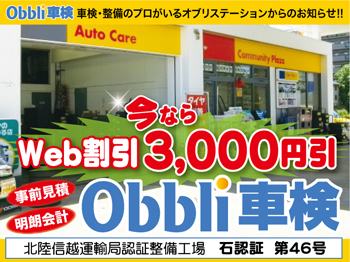 Obbli車検 車検・整備のプロがいるオブリステーションからのお知らせ!!
Auto Care
Community Plaza
タイヤ
今なら
Web割引 3,000円引
事前見積
明朗会計
Obbli車検
北陸信越運輸局認証整備工場 石認証 第46号